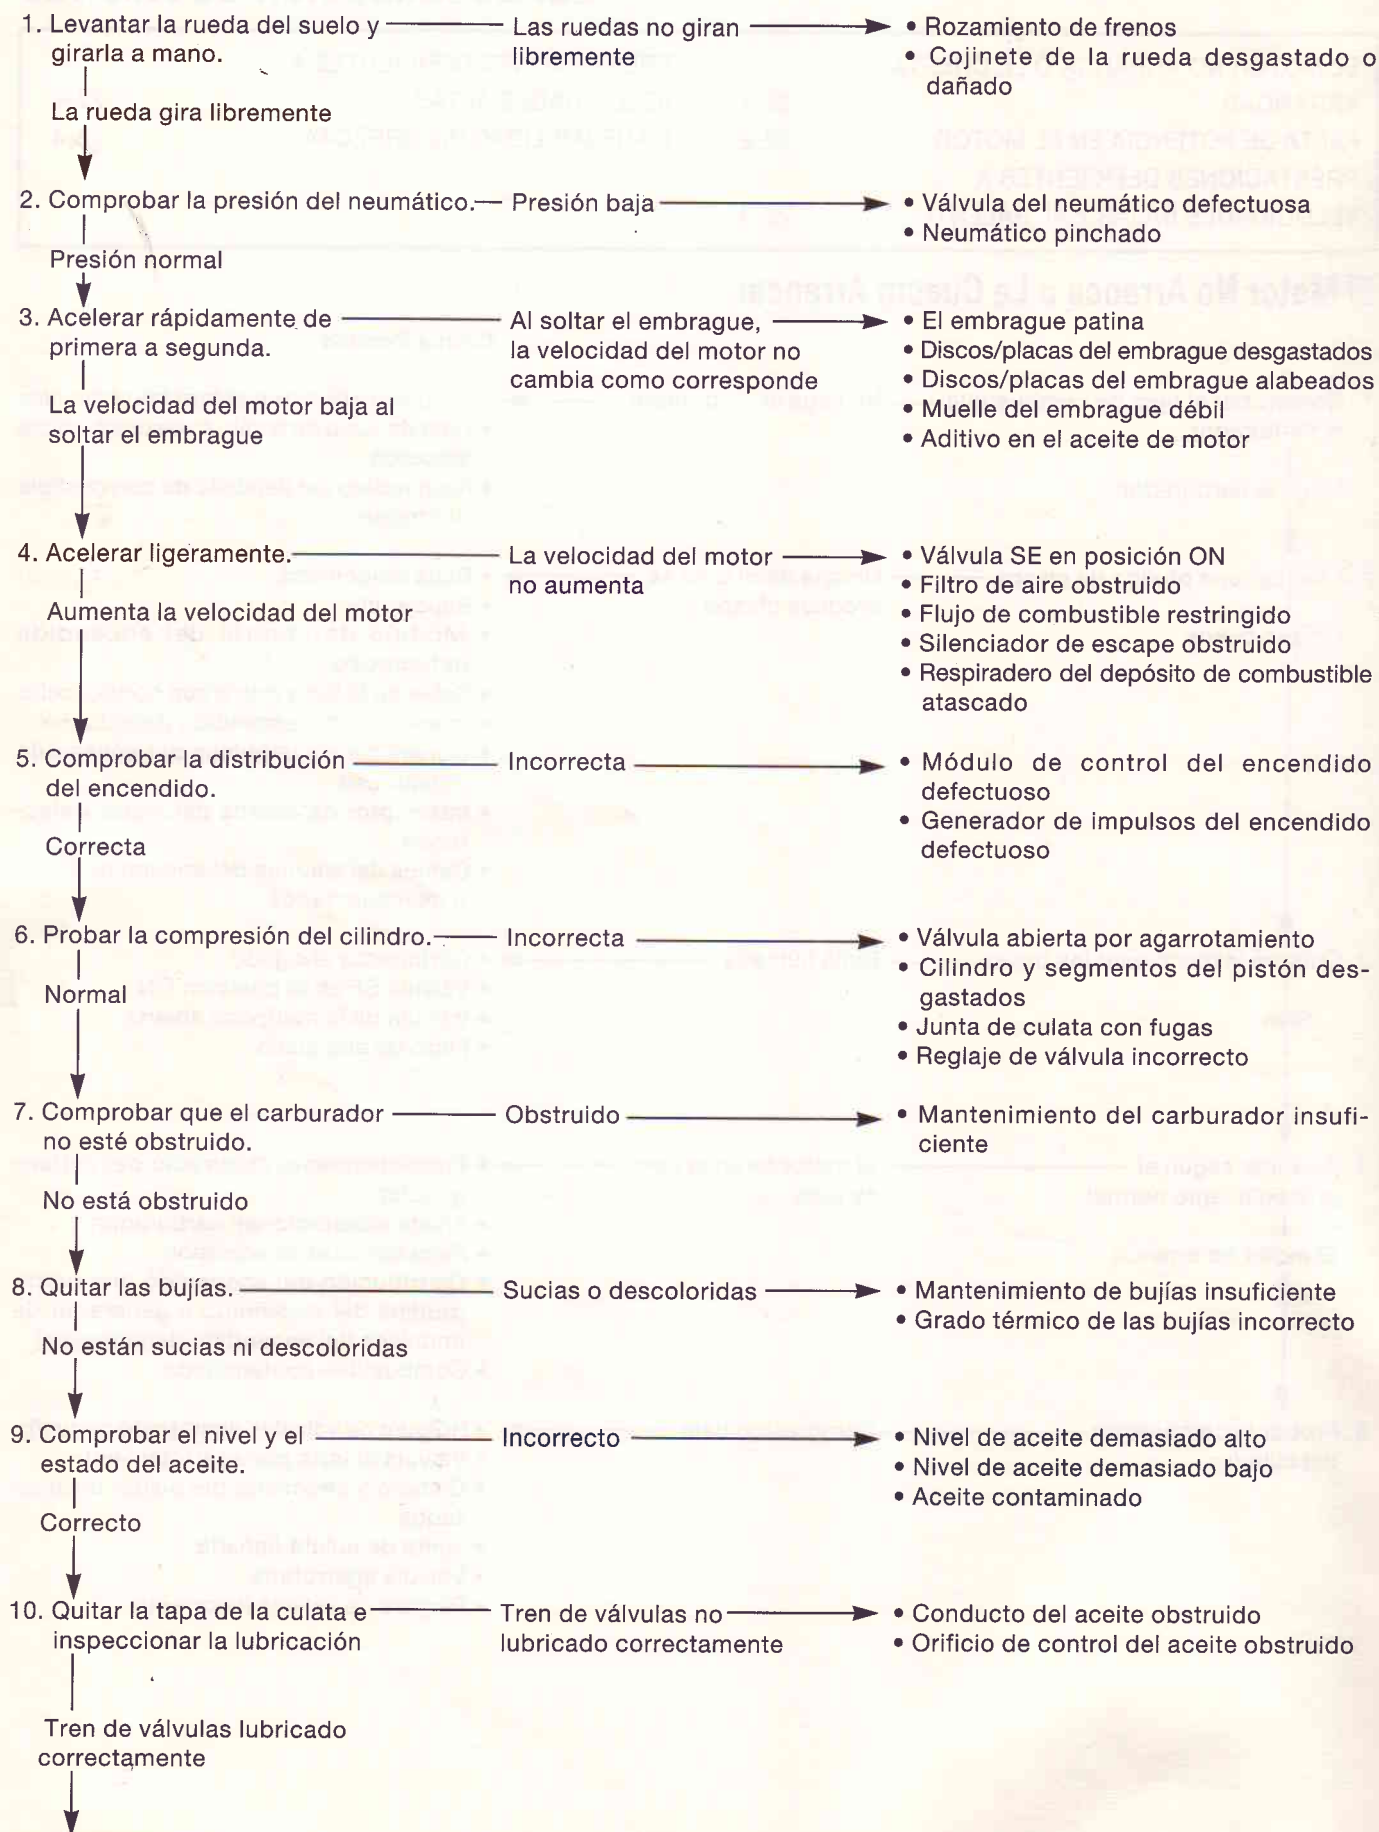 1. Levantar la rueda del suelo y
girarla a mano.
Las ruedas no giran
libremente
• Rozamiento de frenos
• Cojinete de la rueda desgastado o
dañado
La rueda gira libremente
2. Comprobar la presión del neumático.
Presión baja
• Válvula del neumático defectuosa
• Neumático pinchado
Presión normal
3. Acelerar rápidamente de
primera a segunda.
Al soltar el embrague,
la velocidad del motor no
cambia como corresponde
• El embrague patina
• Discos/placas del embrague desgastados
• Discos/placas del embrague alabeados
• Muelle del embrague débil
• Aditivo en el aceite de motor
La velocidad del motor baja al
soltar el embrague
4. Acelerar ligeramente.
La velocidad del motor
no aumenta
• Válvula SE en posición ON
• Filtro de aire obstruido
• Flujo de combustible restringido
• Silenciador de escape obstruido
• Respiradero del depósito de combustible
atascado
Aumenta la velocidad del motor
5. Comprobar la distribución
del encendido.
Incorrecta
• Módulo de control del encendido
defectuoso
• Generador de impulsos del encendido
defectuoso
Correcta
6. Probar la compresión del cilindro.
Incorrecta
• Válvula abierta por agarrotamiento
• Cilindro y segmentos del pistón des-
gastados
• Junta de culata con fugas
• Reglaje de válvula incorrecto
Normal
7. Comprobar que el carburador
no esté obstruido.
Obstruido
• Mantenimiento del carburador insufi-
ciente
No está obstruido
8. Quitar las bujías.
Sucias o descoloridas
• Mantenimiento de bujías insuficiente
• Grado térmico de las bujías incorrecto
No están sucias ni descoloridas
9. Comprobar el nivel y el
estado del aceite.
Incorrecto
• Nivel de aceite demasiado alto
• Nivel de aceite demasiado bajo
• Aceite contaminado
Correcto
10. Quitar la tapa de la culata e
inspeccionar la lubricación
Tren de válvulas no
lubricado correctamente
• Conducto del aceite obstruido
• Orificio de control del aceite obstruido
Tren de válvulas lubricado
correctamente